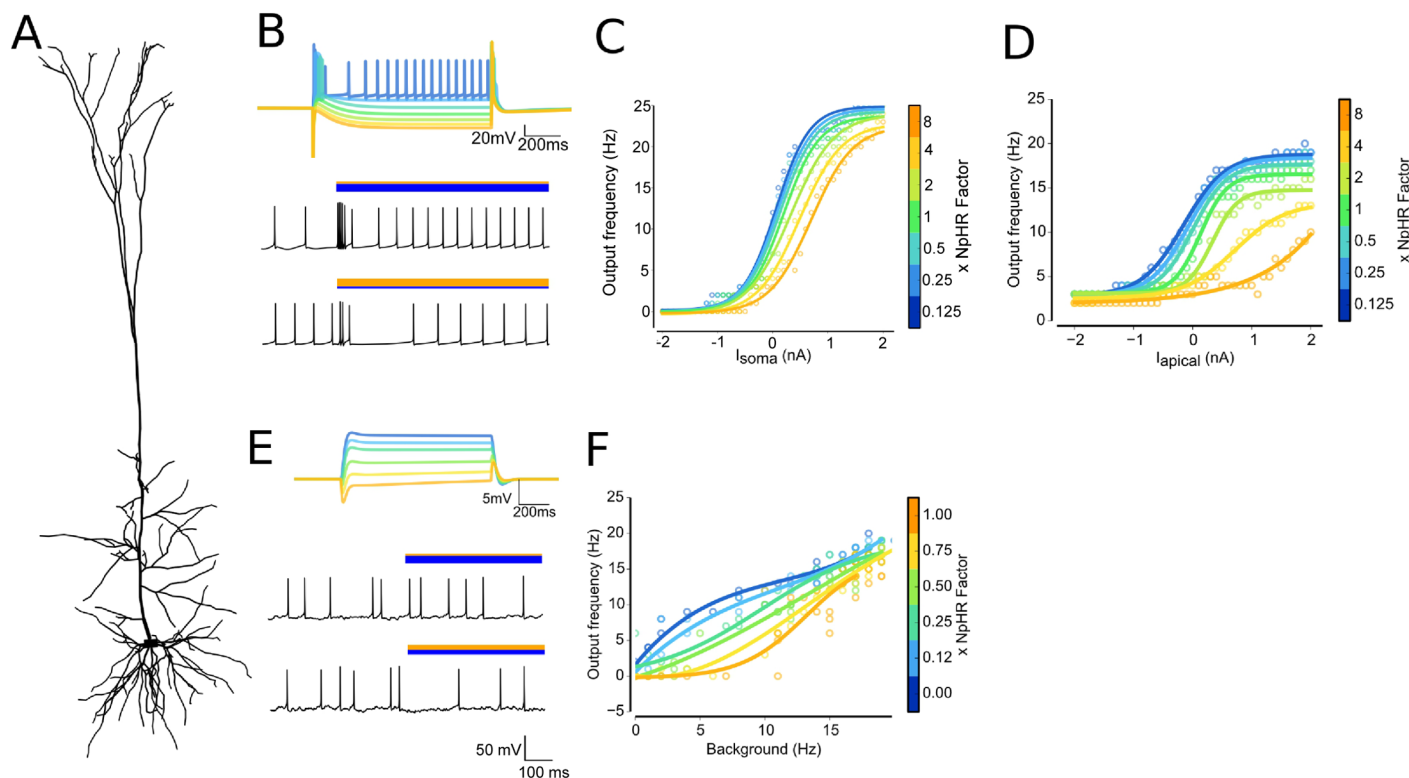 A
B
20mV
200ms
C
Output frequency (Hz)
25
20
15
10
5
0
-2
-1
0
1
2
Isoma (nA)
8
4
2
1
0.5
0.25
0.125
x NpHR Factor
D
Output frequency (Hz)
25
20
15
10
5
0
−2
−1
0
1
2
Iapical (nA)
8
4
2
1
0.5
0.25
0.125
x NpHR Factor
E
5mV
200ms
50 mV
100 ms
F
Output frequency (Hz)
25
20
15
10
5
0
−5
0
5
10
15
Background (Hz)
1.00
0.75
0.50
0.25
0.12
0.00
x NpHR Factor